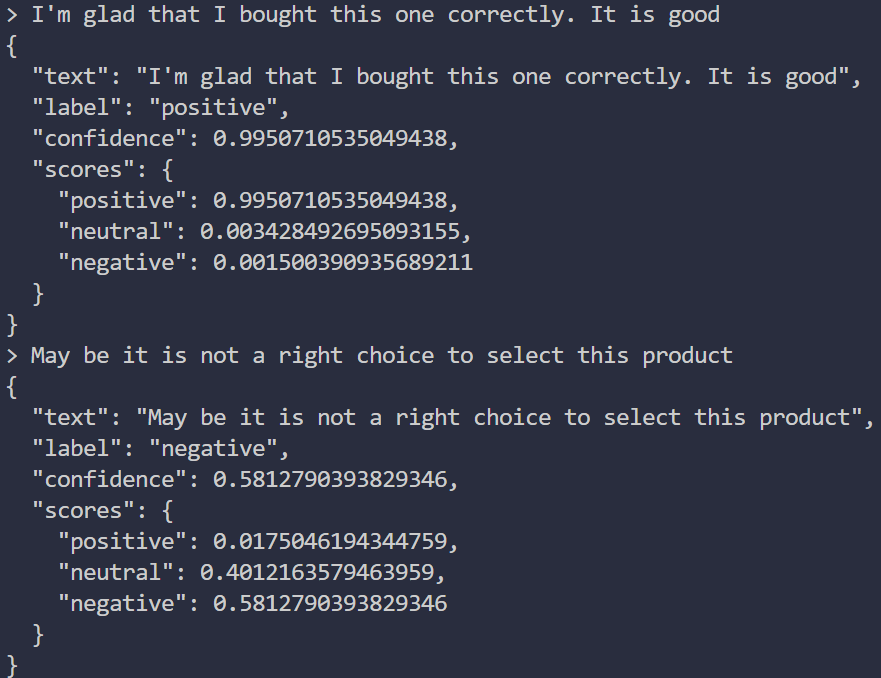 > I'm glad that I bought this one correctly. It is good
{
  "text": "I'm glad that I bought this one correctly. It is good",
  "label": "positive",
  "confidence": 0.9950710535049438,
  "scores": {
    "positive": 0.9950710535049438,
    "neutral": 0.003428492695093155,
    "negative": 0.001500390935689211
  }
}
> May be it is not a right choice to select this product
{
  "text": "May be it is not a right choice to select this product",
  "label": "negative",
  "confidence": 0.5812790393829346,
  "scores": {
    "positive": 0.0175046194344759,
    "neutral": 0.4012163579463959,
    "negative": 0.5812790393829346
  }
}